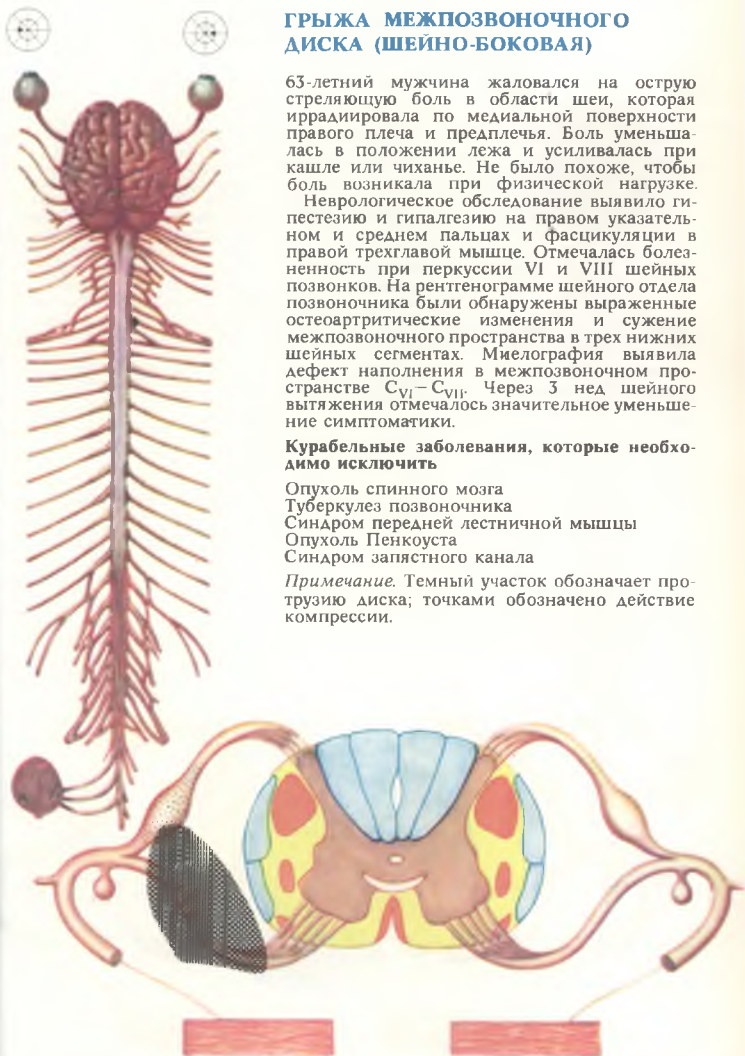 ГРЫЖА МЕЖПОЗВОНОЧНОГО
ДИСКА (ШЕЙНО-БОКОВАЯ)
63-летний мужчина жаловался на острую
стреляющую боль в области шеи, которая
иррадиировала по медиальной поверхности
правого плеча и предплечья. Боль уменьша-
лась в положении лежа и усиливалась при
кашле или чиханье. Не было похоже, чтобы
боль возникала при физической нагрузке.
Неврологическое обследование выявило ги-
пестезию и гипалгезию на правом указатель-
ном и среднем пальцах и фасцикуляции в
правой трехглавой мышце. Отмечалась болез-
ненность при перкуссии VI и VIII шейных
позвонков. На рентгенограмме шейного отдела
позвоночника были обнаружены выраженные
остеоартритические изменения и сужение
межпозвоночного пространства в трех нижних
шейных сегментах. Миелография выявила
дефект наполнения в межпозвоночном про-
странстве CVI—CVII. Через 3 нед шейного
вытяжения отмечалось значительное уменьше-
ние симптоматики.
Курабельные заболевания, которые необхо-
димо исключить
Опухоль спинного мозга
Туберкулез позвоночника
Синдром передней лестничной мышцы
Опухоль Пенкоуста
Синдром запястного канала
Примечание. Темный участок обозначает про-
трузию диска; точками обозначено действие
компрессии.